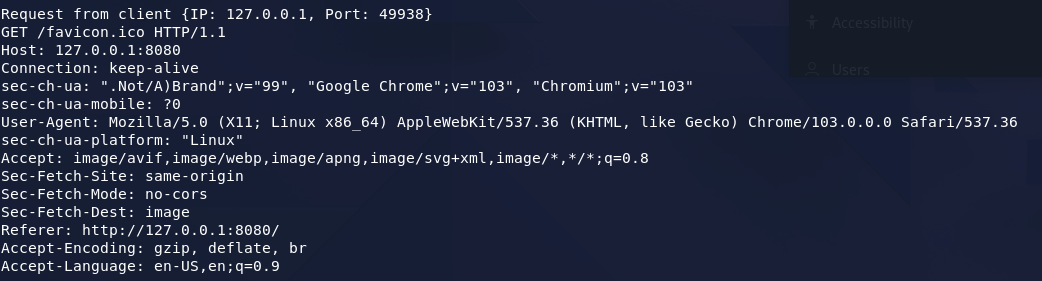 Request from client {IP: 127.0.0.1, Port: 49938}
GET /favicon.ico HTTP/1.1
Host: 127.0.0.1:8080
Connection: keep-alive
sec-ch-ua: ".Not/A)Brand";v="99", "Google Chrome";v="103", "Chromium";v="103"
sec-ch-ua-mobile: ?0
User-Agent: Mozilla/5.0 (X11; Linux x86_64) AppleWebKit/537.36 (KHTML, like Gecko) Chrome/103.0.0.0 Safari/537.36
sec-ch-ua-platform: "Linux"
Accept: image/avif,image/webp,image/apng,image/svg+xml,image/*,*/*;q=0.8
Sec-Fetch-Site: same-origin
Sec-Fetch-Mode: no-cors
Sec-Fetch-Dest: image
Referer: http://127.0.0.1:8080/
Accept-Encoding: gzip, deflate, br
Accept-Language: en-US,en;q=0.9
Accessibility
Users